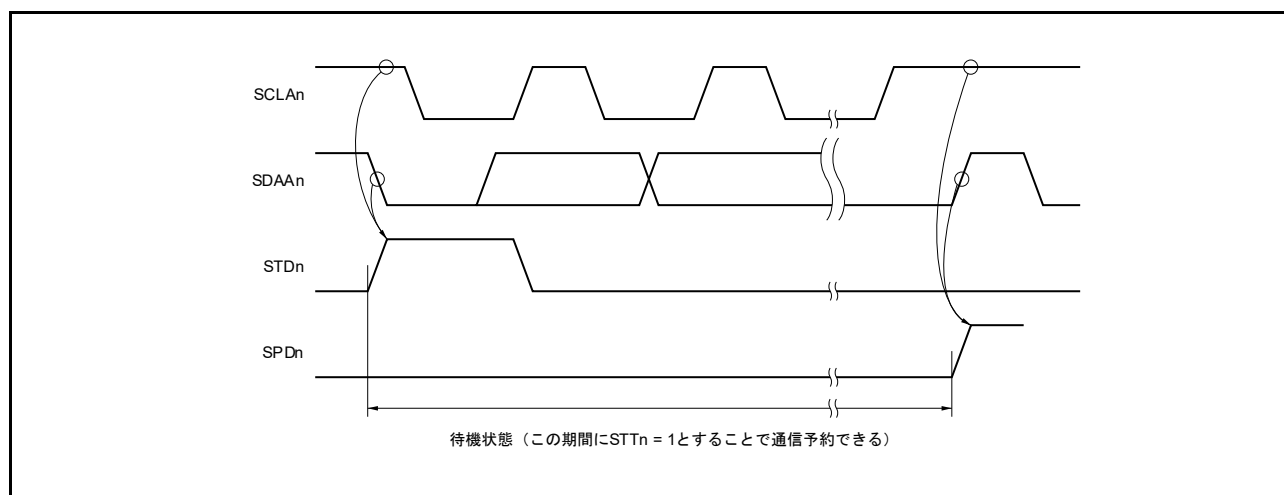 SCLAn
SDAAn
STDn
SPDn
待機状態（この期間にSTTn = 1とすることで通信予約できる）